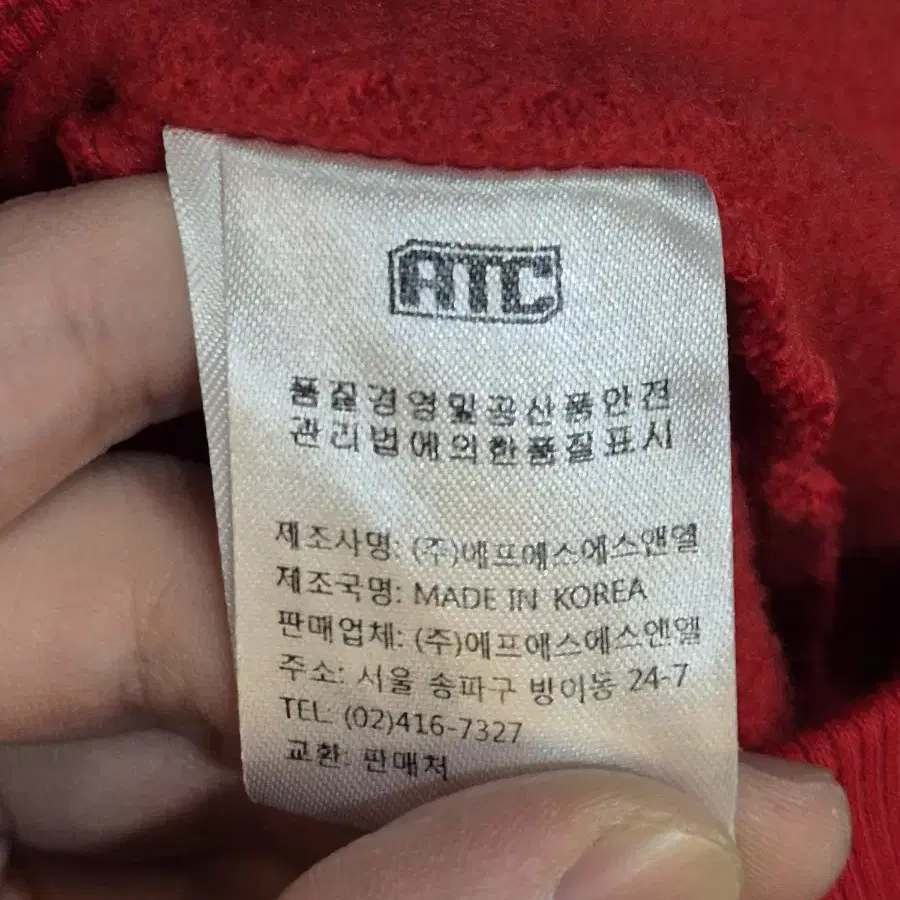 ATC
품질경영및공산품안전
관리법에의한품질표시
제조사명: (주)에프에스에스앤엘
제조국명: MADE IN KOREA
판매업체: (주)에프에스에스앤엘
주소: 서울 송파구 방이동 24-7
TEL: (02)416-7327
교환: 판매처